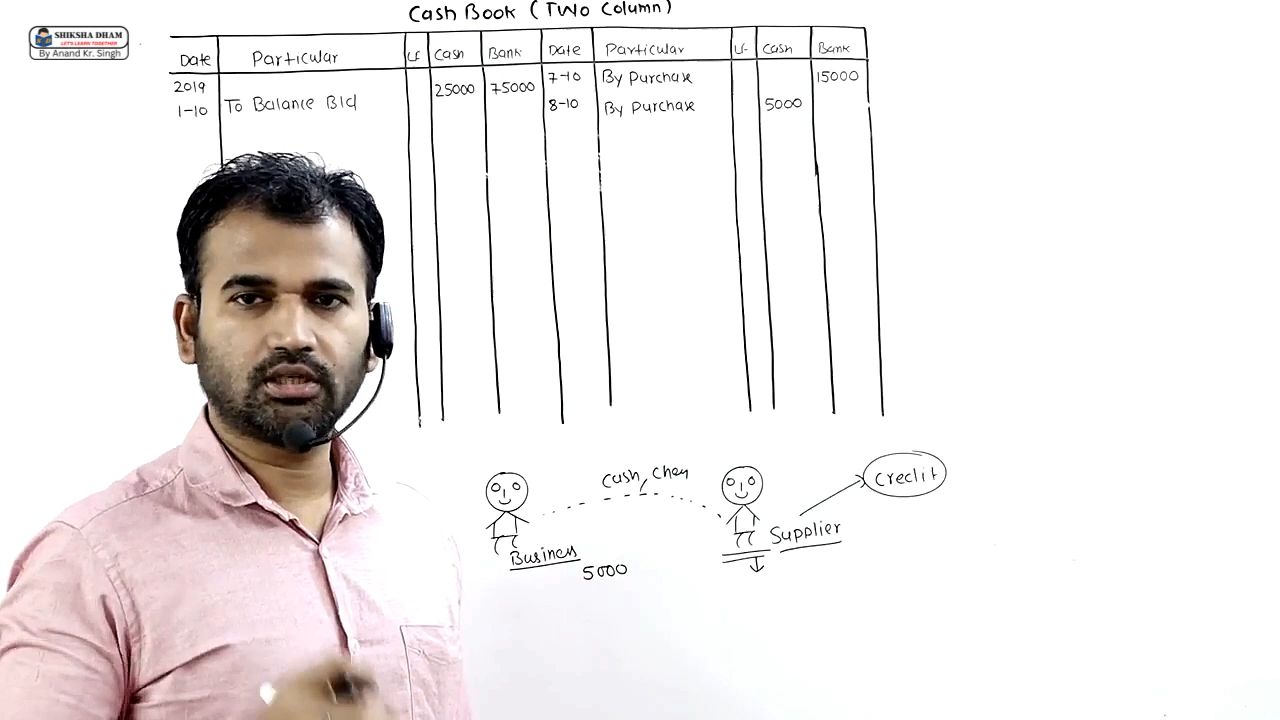 SHIKSHA DHAM
LET'S LEARN TOGETHER
By Anand Kr. Singh
Cash Book (Two Column)
Date Particular LF Cash Bank Date Particular LF Cash Bank
2019 25000 75000 7-10 By Purchase 15000
1-10 To Balance B/d 8-10 By Purchase 5000
Cash, Cheq
Credit
Supplier
Business
5000